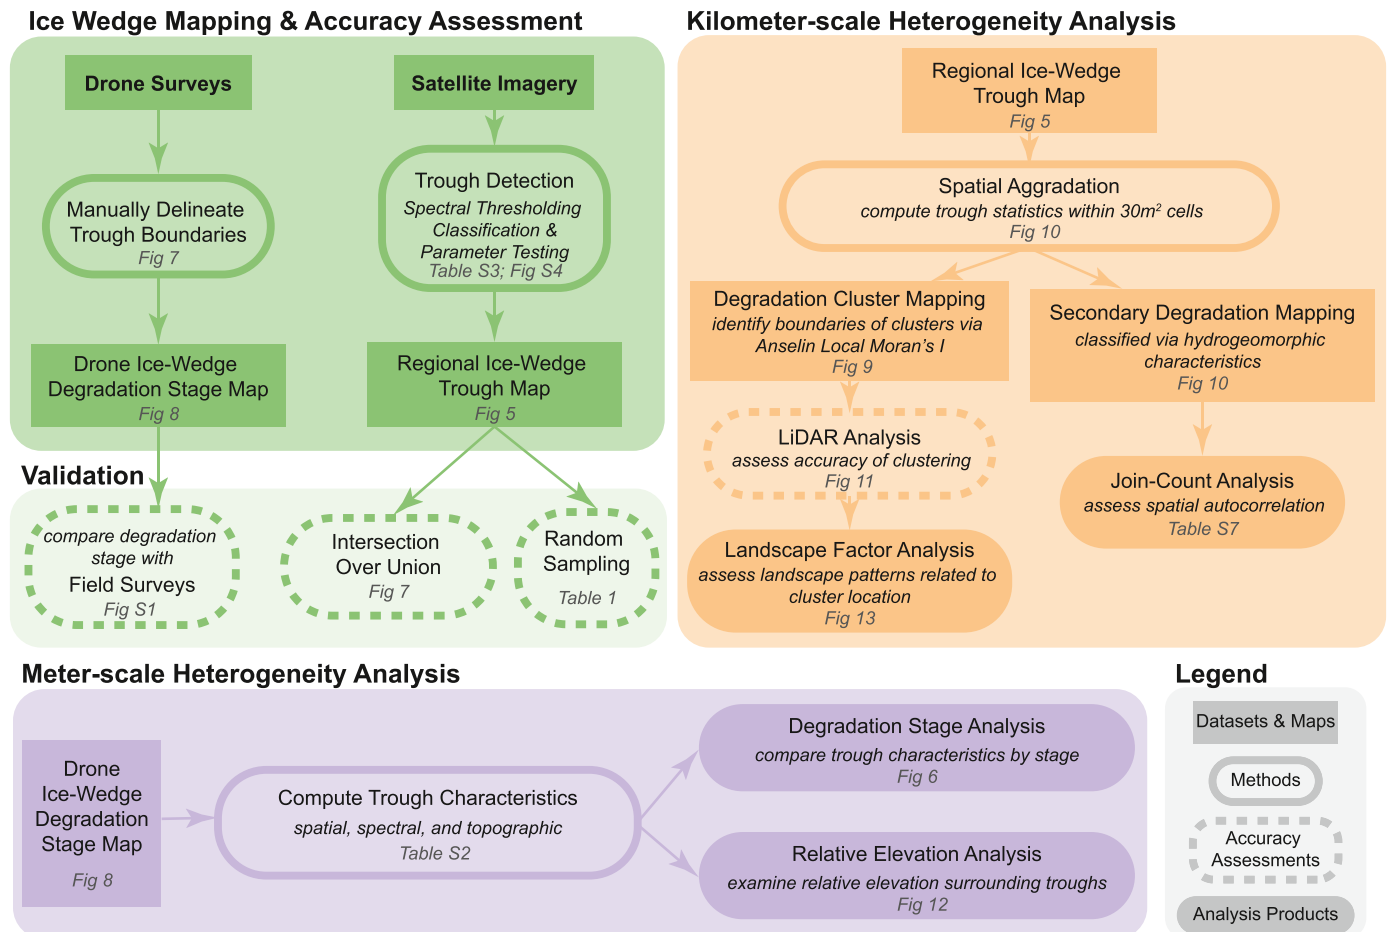 Ice Wedge Mapping & Accuracy Assessment
Drone Surveys
Satellite Imagery
Manually Delineate
Trough Boundaries
Fig 7
Trough Detection
Spectral Thresholding
Classification &
Parameter Testing
Table S3; Fig S4
Drone Ice-Wedge
Degradation Stage Map
Fig 8
Regional Ice-Wedge
Trough Map
Fig 5
Validation
compare degradation
stage with
Field Surveys
Fig S1
Intersection
Over Union
Fig 7
Random
Sampling
Table 1
Kilometer-scale Heterogeneity Analysis
Regional Ice-Wedge
Trough Map
Fig 5
Spatial Aggradation
compute trough statistics within 30m² cells
Fig 10
Degradation Cluster Mapping
identify boundaries of clusters via
Anselin Local Moran's I
Fig 9
Secondary Degradation Mapping
classified via hydrogeomorphic
characteristics
Fig 10
LiDAR Analysis
assess accuracy of clustering
Fig 11
Join-Count Analysis
assess spatial autocorrelation
Table S7
Landscape Factor Analysis
assess landscape patterns related to
cluster location
Fig 13
Meter-scale Heterogeneity Analysis
Drone
Ice-Wedge
Degradation
Stage Map
Fig 8
Compute Trough Characteristics
spatial, spectral, and topographic
Table S2
Degradation Stage Analysis
compare trough characteristics by stage
Fig 6
Relative Elevation Analysis
examine relative elevation surrounding troughs
Fig 12
Legend
Datasets & Maps
Methods
Accuracy
Assessments
Analysis Products